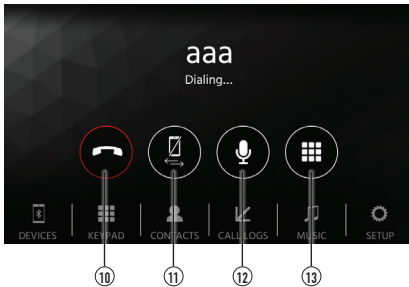 aaa
Dialing...
DEVICES KEYPAD CONTACTS CALL LOGS MUSIC SETUP
⑩ ⑪ ⑫ ⑬